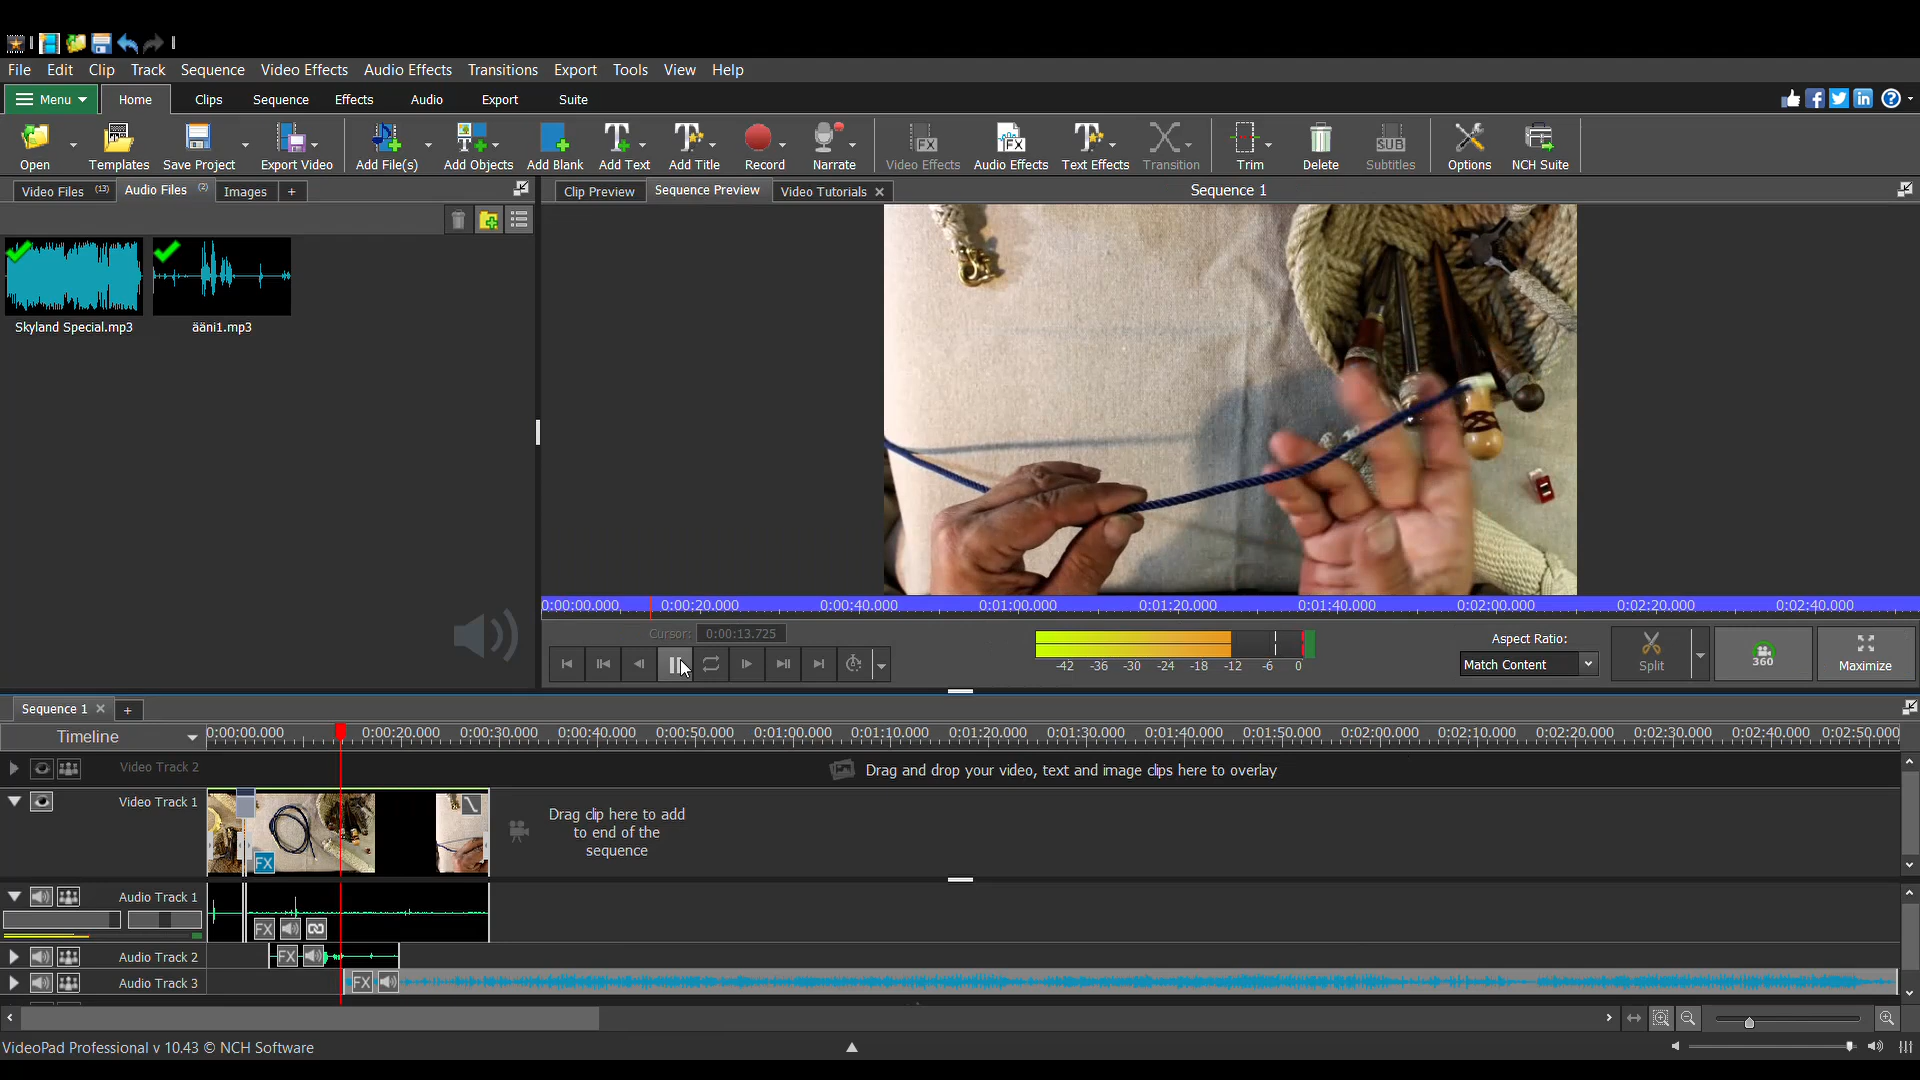 File Edit Clip Track Sequence Video Effects Audio Effects Transitions Export Tools View Help
Menu Home Clips Sequence Effects Audio Export Suite
Open Templates Save Project Export Video Add File(s) Add Objects Add Blank Add Text Add Title Record Narrate Video Effects Audio Effects Text Effects Transition Trim Delete Subtitles Options NCH Suite
Video Files (13) Audio Files (2) Images +
Clip Preview Sequence Preview Video Tutorials Sequence 1
Skyland Special.mp3 ääni1.mp3
0:00:00.000 0:00:20.000 0:00:40.000 0:01:00.000 0:01:20.000 0:01:40.000 0:02:00.000 0:02:20.000 0:02:40.000
Cursor: 0:00:13.725
-42 -36 -30 -24 -18 -12 -6 0
Aspect Ratio:
Match Content
Split
360
Maximize
Sequence 1 +
Timeline 0:00:00.000 0:00:20.000 0:00:30.000 0:00:40.000 0:00:50.000 0:01:00.000 0:01:10.000 0:01:20.000 0:01:30.000 0:01:40.000 0:01:50.000 0:02:00.000 0:02:10.000 0:02:20.000 0:02:30.000 0:02:40.000 0:02:50.000
Video Track 2 Drag and drop your video, text and image clips here to overlay
Video Track 1
Drag clip here to add
to end of the
sequence
FX
Audio Track 1
FX
Audio Track 2 FX
Audio Track 3 FX
VideoPad Professional v 10.43 © NCH Software